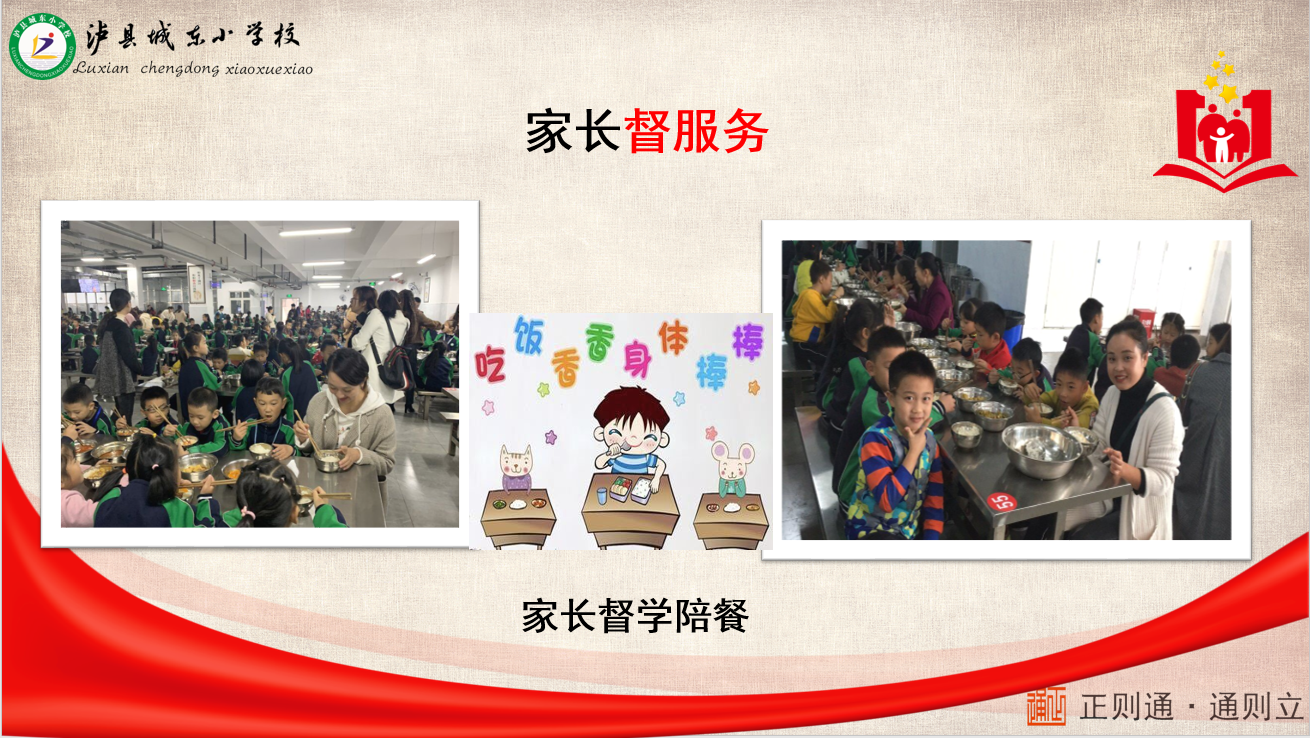 泸县城东小学校
Luxian chengdong xiaoxuexiao
家长督服务
吃饭香香身体棒棒
55
家长督学陪餐
正则通·通则立